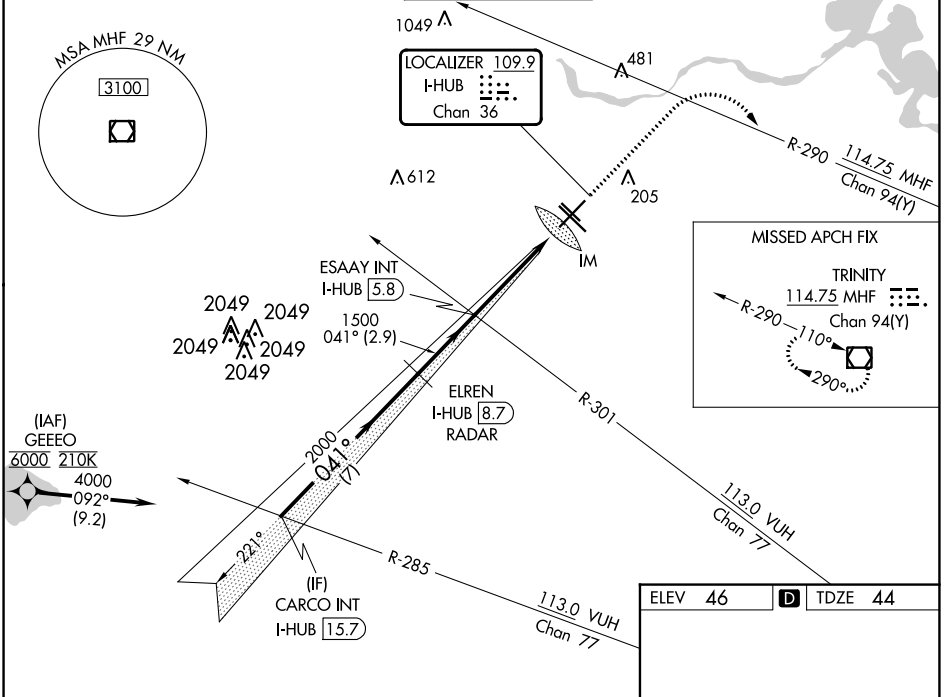 MSA MHF 29 NM
3100
1049
481
LOCALIZER 109.9
I-HUB
Chan 36
612
205
R-290
114.75 MHF
Chan 94(Y)
IM
MISSED APCH FIX
TRINITY
114.75 MHF
Chan 94(Y)
R-290
110°
290°
ESAAY INT
I-HUB 5.8
1500
041° (2.9)
2049
2049
2049
2049
2049
ELREN
I-HUB 8.7
RADAR
R-301
113.0 VUH
Chan 77
(IAF)
GEEEO
6000 210K
4000
092°
(9.2)
2000
041°
(7)
221°
(IF)
CARCO INT
I-HUB 15.7
R-285
113.0 VUH
Chan 77
ELEV 46 D TDZE 44